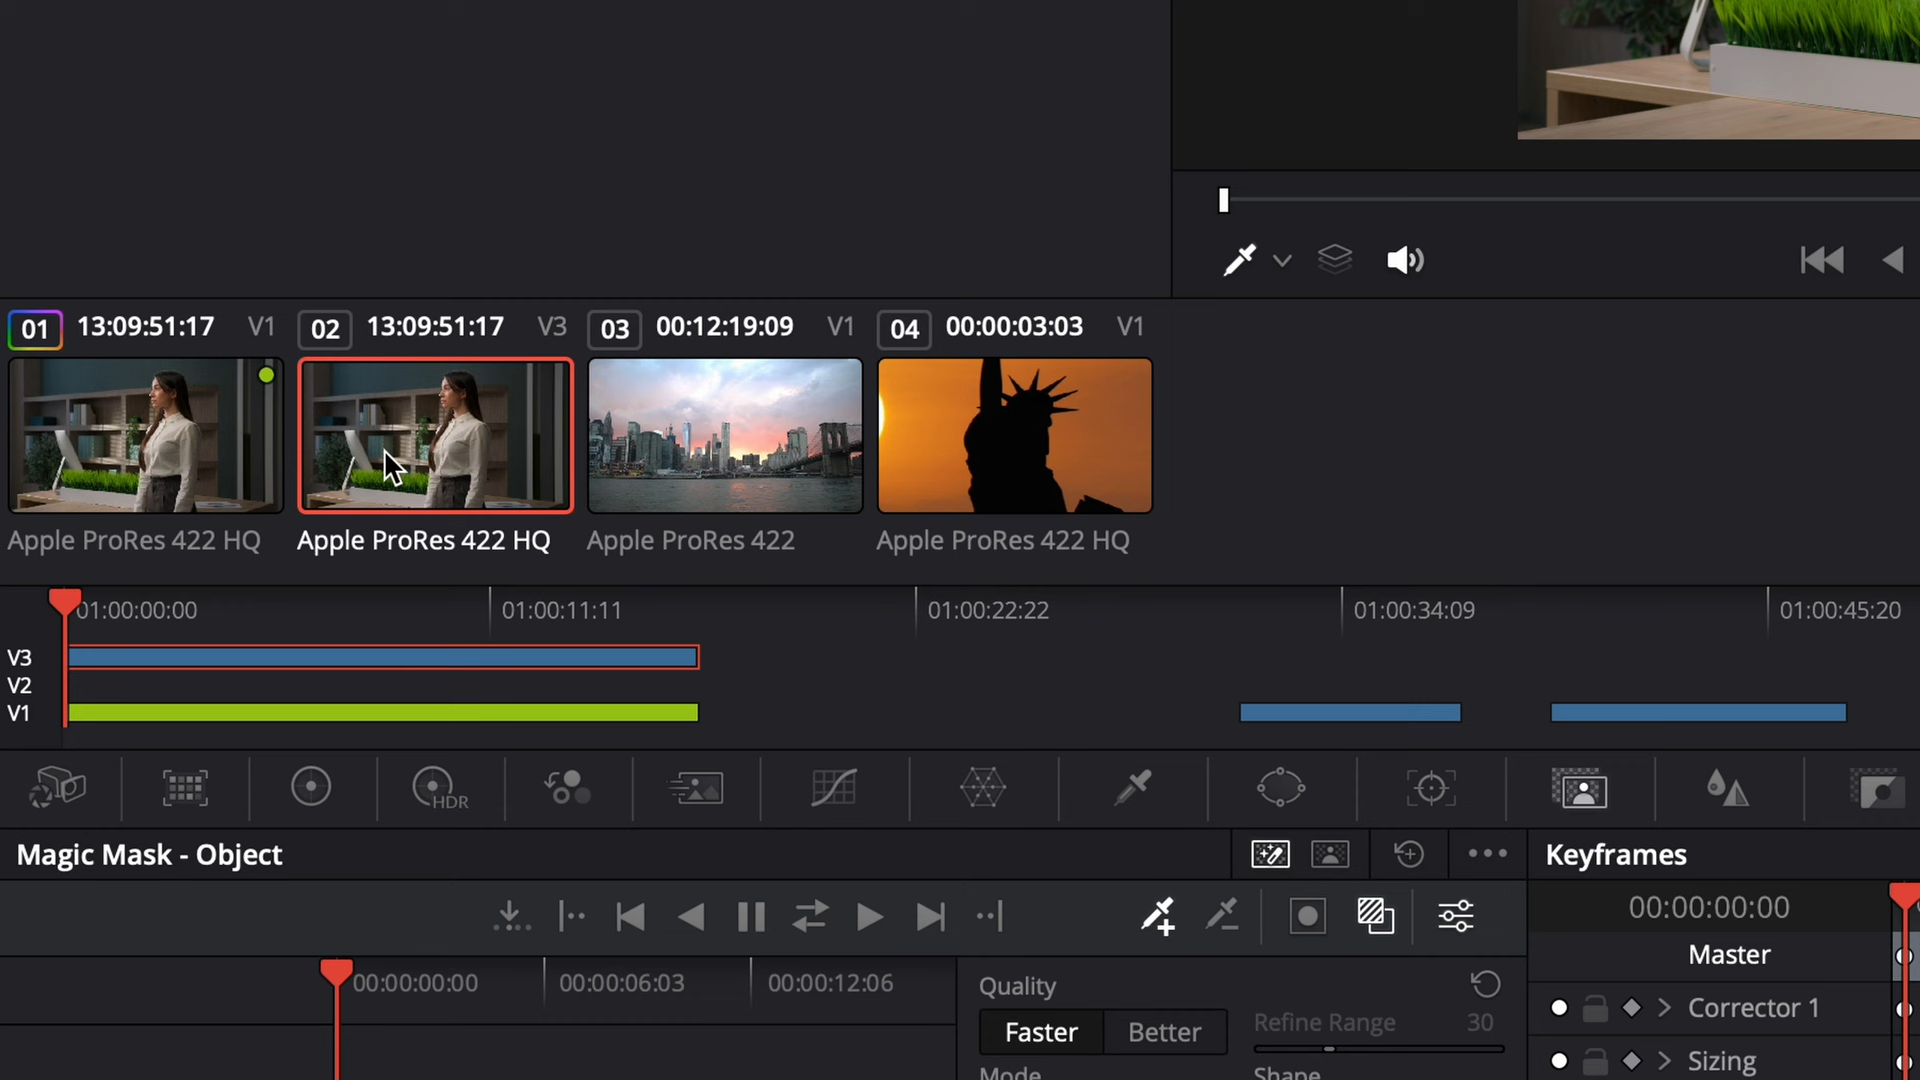 01 13:09:51:17 V1 02 13:09:51:17 V3 03 00:12:19:09 V1 04 00:00:03:03 V1
Apple ProRes 422 HQ Apple ProRes 422 HQ Apple ProRes 422 Apple ProRes 422 HQ
01:00:00:00 01:00:11:11 01:00:22:22 01:00:34:09 01:00:45:20
V3
V2
V1
HDR
Magic Mask - Object
Keyframes
00:00:00:00
Master
00:00:00:00 00:00:06:03 00:00:12:06
Quality
Faster Better
Refine Range 30
Mode
Shape
Corrector 1
Sizing